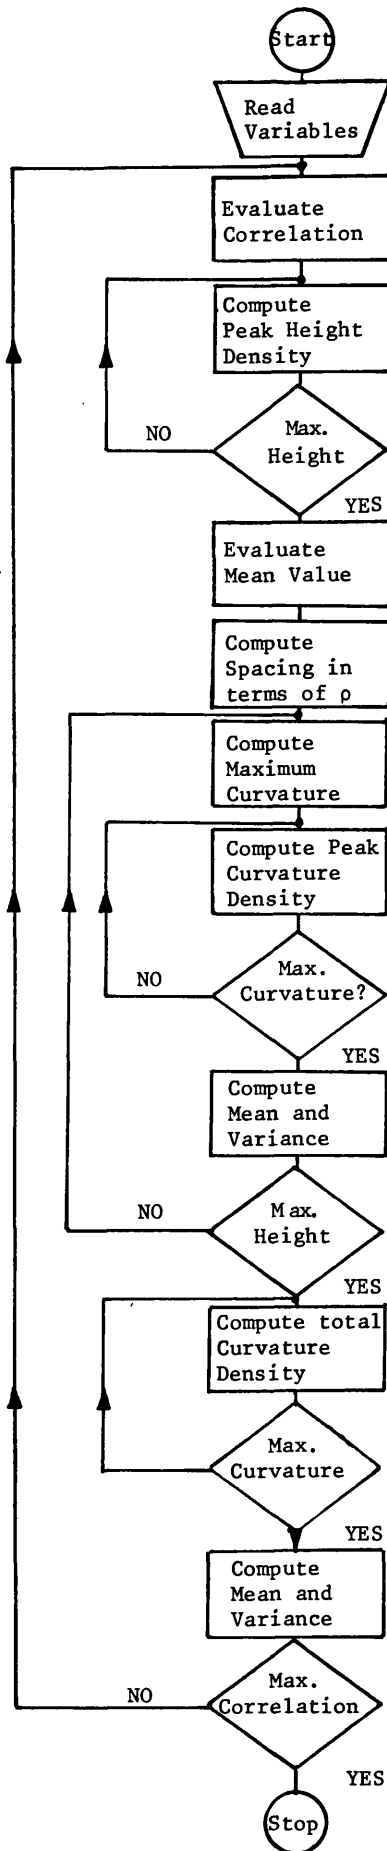 Start
Read
Variables
Evaluate
Correlation
Compute
Peak Height
Density
Max.
Height
NO
YES
Evaluate
Mean Value
Compute
Spacing in
terms of ρ
Compute
Maximum
Curvature
Compute Peak
Curvature
Density
Max.
Curvature?
NO
YES
Compute
Mean and
Variance
Max.
Height
NO
YES
Compute total
Curvature
Density
Max.
Curvature
YES
Compute
Mean and
Variance
Max.
Correlation
NO
YES
Stop